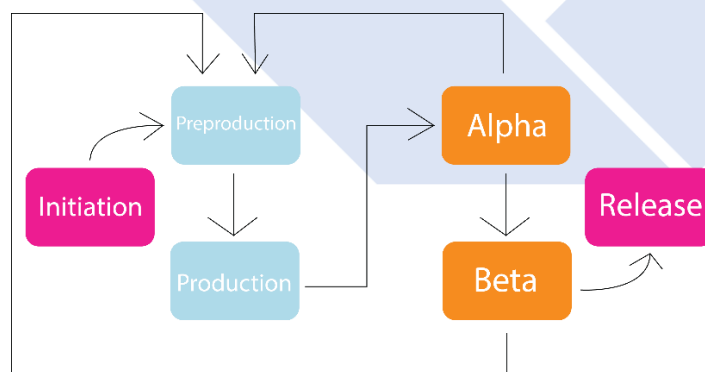 Preproduction
Alpha
Initiation
Release
Production
Beta